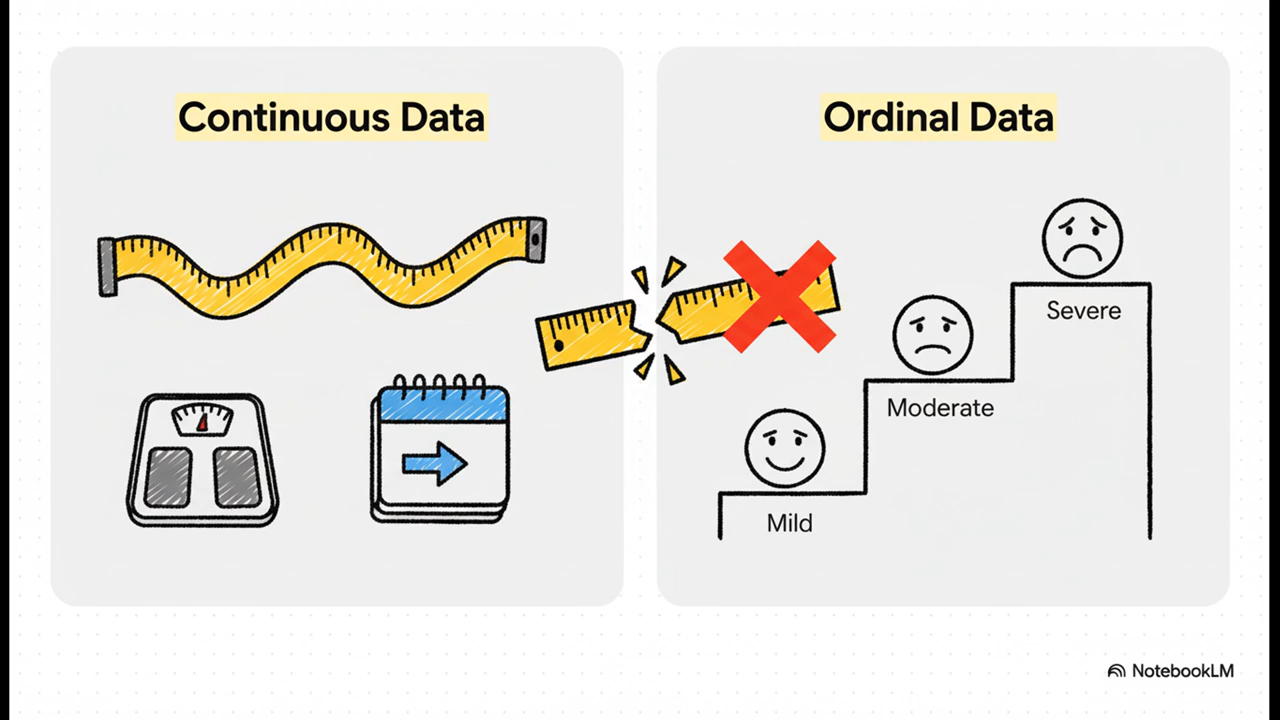 Continuous Data
Ordinal Data
Severe
Moderate
Mild
NotebookLM